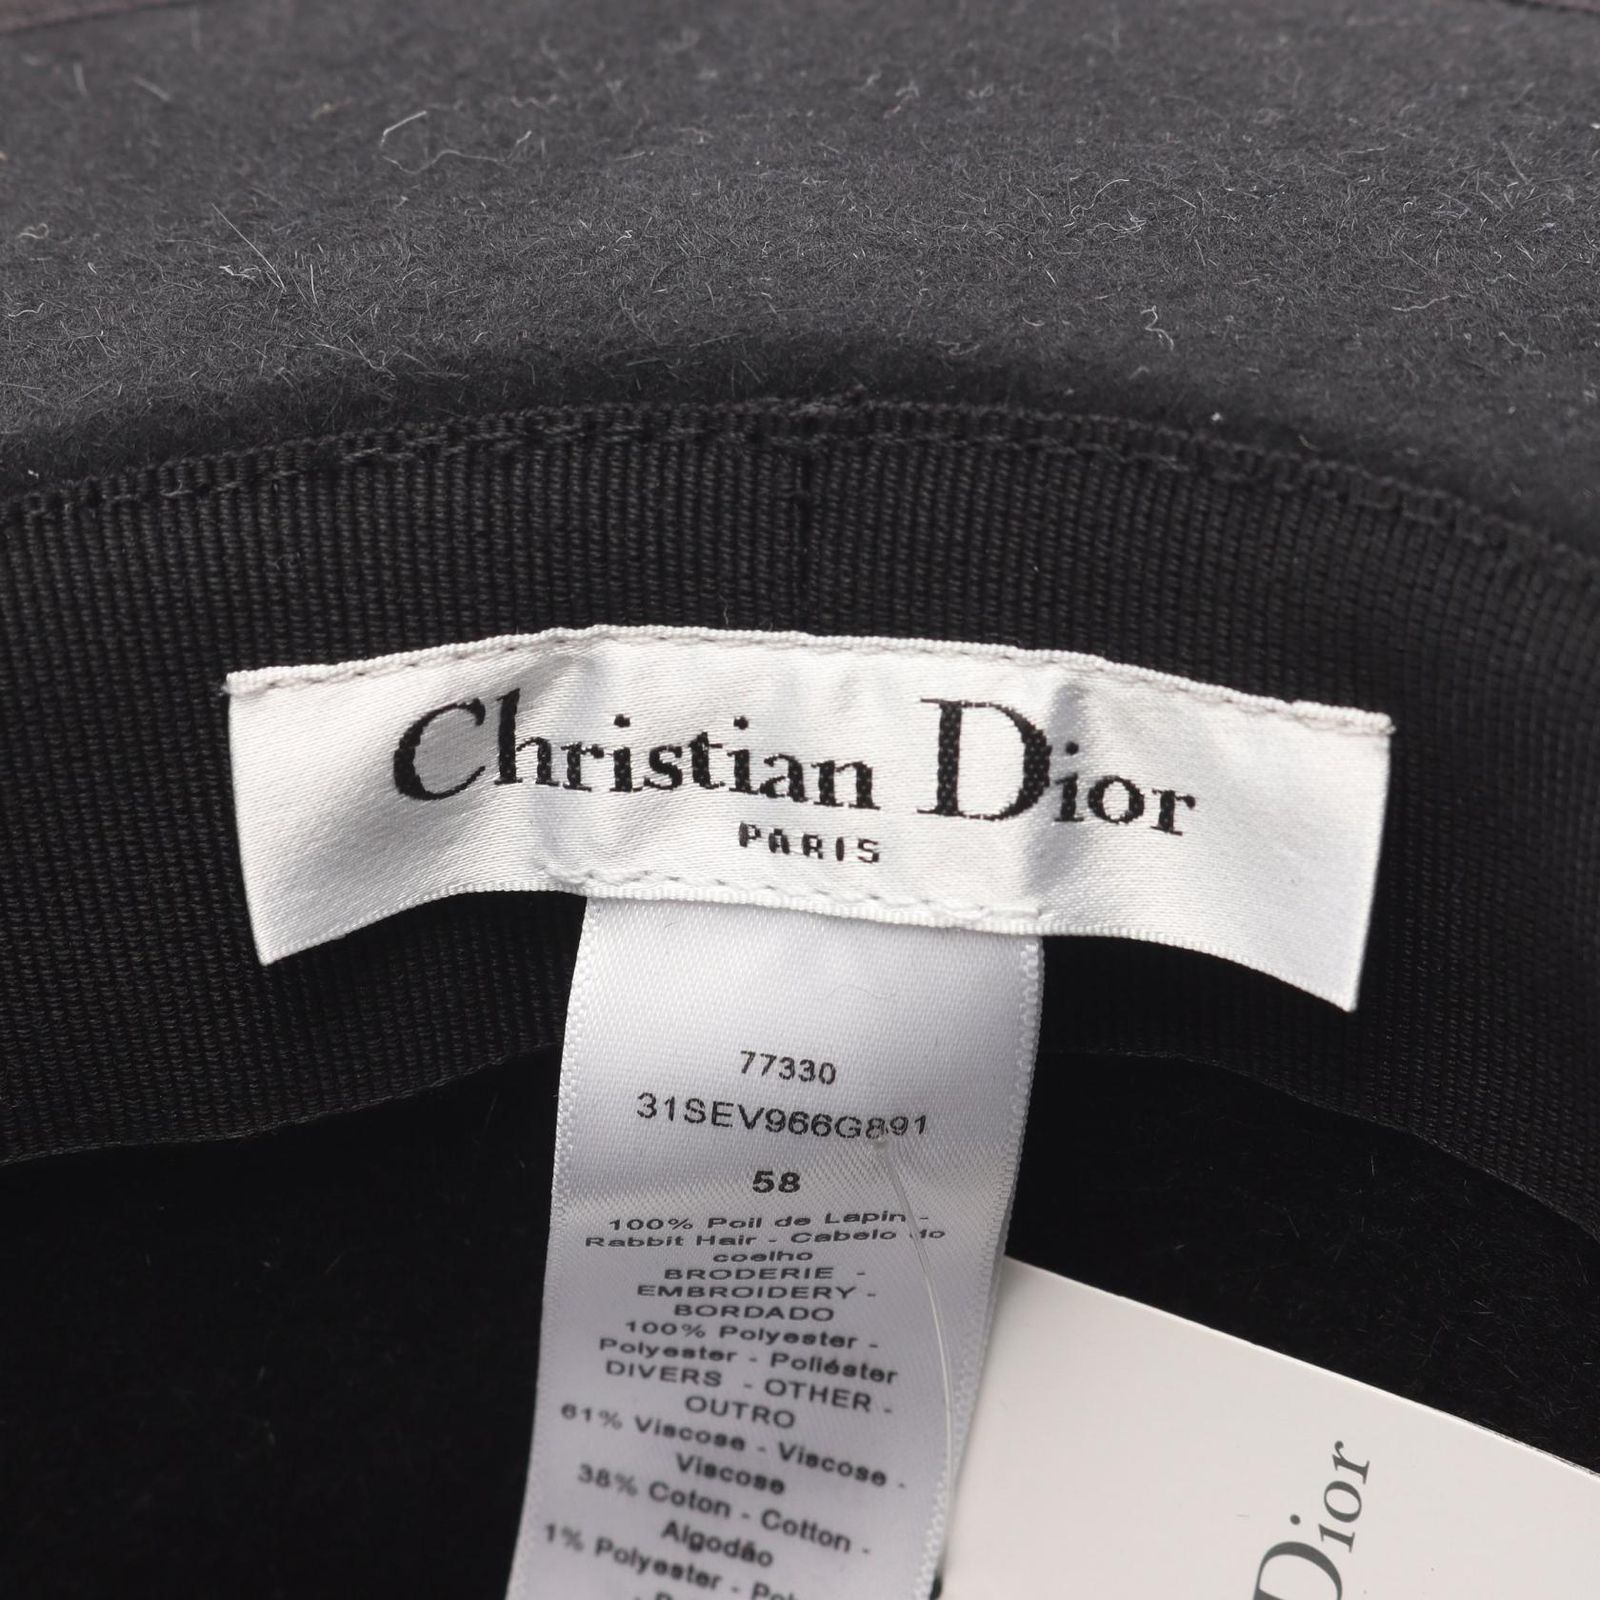 Christian Dior
PARIS
77330
31SEV966G891
58
100% Poil de Lapin -
Rabbit Hair - Cabelo do
coelho
BRODERIE -
EMBROIDERY -
BORDADO
100% Polyester -
Polyester - Poliéster
DIVERS - OTHER -
OUTRO
61% Viscose - Viscose -
Viscose
38% Coton - Cotton -
Algodão
1% Polyester -
Dior